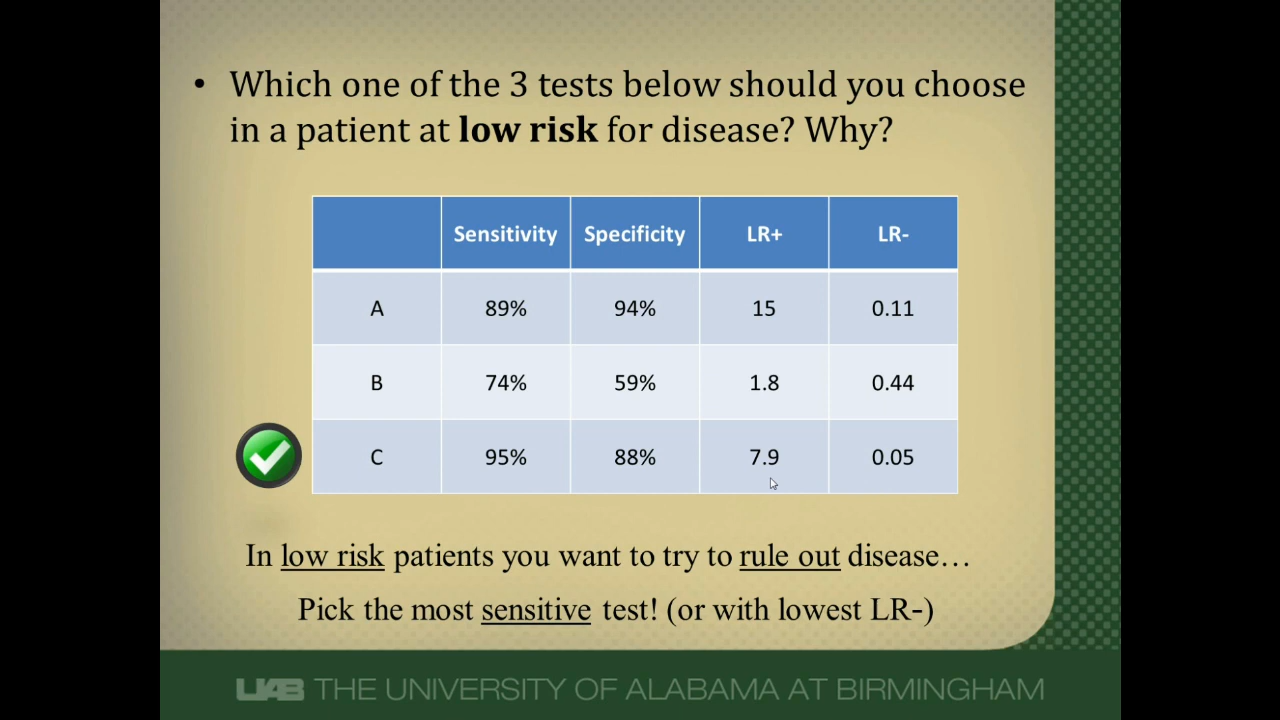 • Which one of the 3 tests below should you choose
in a patient at low risk for disease? Why?
Sensitivity Specificity LR+ LR-
A 89% 94% 15 0.11
B 74% 59% 1.8 0.44
C 95% 88% 7.9 0.05
In low risk patients you want to try to rule out disease…
Pick the most sensitive test! (or with lowest LR-)
UAB THE UNIVERSITY OF ALABAMA AT BIRMINGHAM